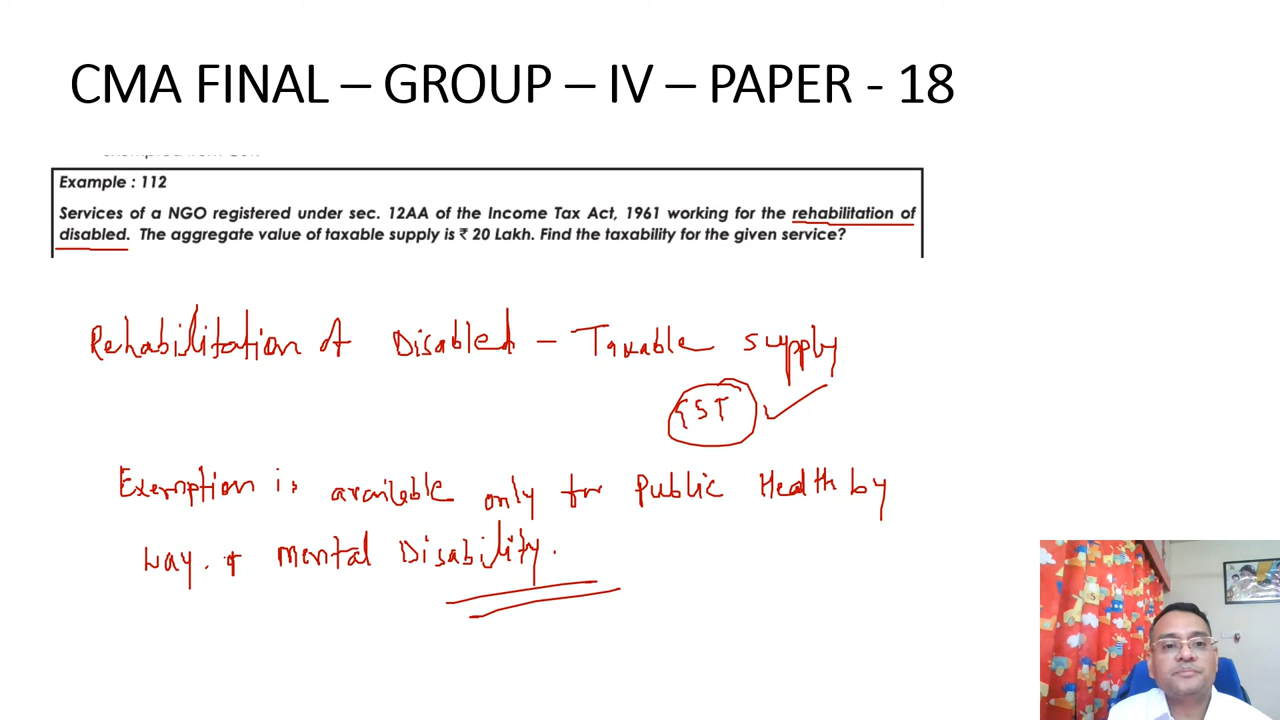 CMA FINAL – GROUP – IV – PAPER - 18
Example : 112
Services of a NGO registered under sec. 12AA of the Income Tax Act, 1961 working for the rehabilitation of
disabled. The aggregate value of taxable supply is ₹ 20 Lakh. Find the taxability for the given service?
Rehabilitation of Disabled – Taxable supply
GST
Exemption is available only for Public Health by
way of mental Disability.